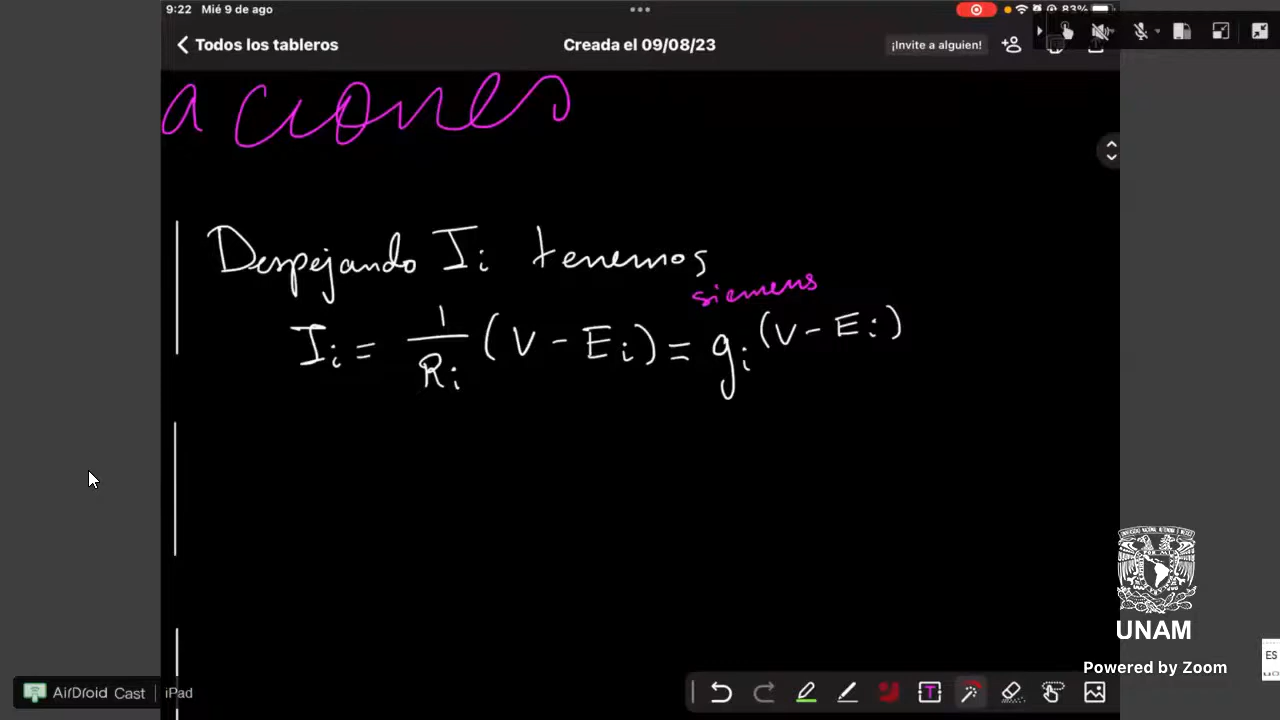 9:22 Mié 9 de ago
83%
Todos los tableros
Creada el 09/08/23
¡Invite a alguien!
aciones
Despejando Ii tenemos
siemens
Ii = 1/Ri (V - Ei) = gi (V - Ei)
UNAM
Powered by Zoom
ES
AirDroid Cast | iPad
T